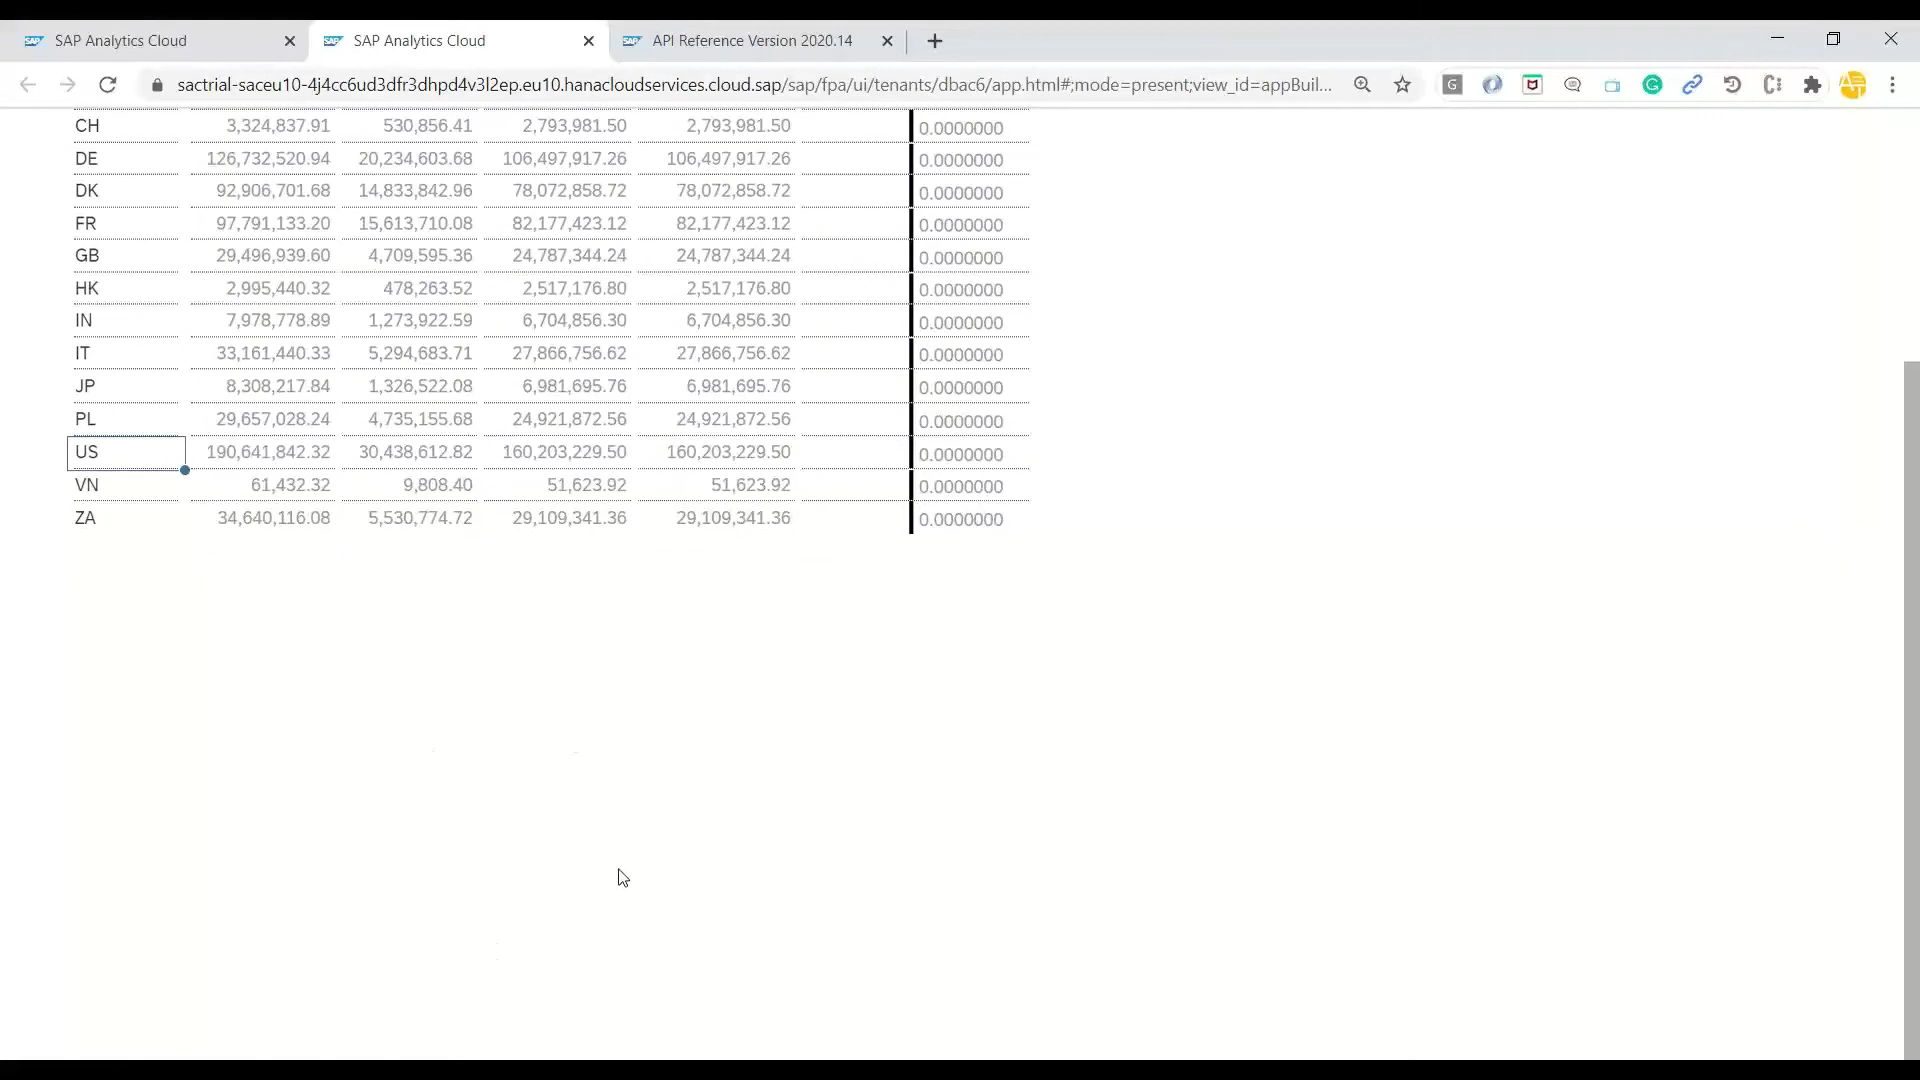 SAP SAP Analytics Cloud SAP SAP Analytics Cloud SAP API Reference Version 2020.14
sactrial-saceu10-4j4cc6ud3dfr3dhpd4v3l2ep.eu10.hanacloudservices.cloud.sap/sap/fpa/ui/tenants/dbac6/app.html#;mode=present;view_id=appBuil...
CH 3,324,837.91 530,856.41 2,793,981.50 2,793,981.50 0.0000000
DE 126,732,520.94 20,234,603.68 106,497,917.26 106,497,917.26 0.0000000
DK 92,906,701.68 14,833,842.96 78,072,858.72 78,072,858.72 0.0000000
FR 97,791,133.20 15,613,710.08 82,177,423.12 82,177,423.12 0.0000000
GB 29,496,939.60 4,709,595.36 24,787,344.24 24,787,344.24 0.0000000
HK 2,995,440.32 478,263.52 2,517,176.80 2,517,176.80 0.0000000
IN 7,978,778.89 1,273,922.59 6,704,856.30 6,704,856.30 0.0000000
IT 33,161,440.33 5,294,683.71 27,866,756.62 27,866,756.62 0.0000000
JP 8,308,217.84 1,326,522.08 6,981,695.76 6,981,695.76 0.0000000
PL 29,657,028.24 4,735,155.68 24,921,872.56 24,921,872.56 0.0000000
US 190,641,842.32 30,438,612.82 160,203,229.50 160,203,229.50 0.0000000
VN 61,432.32 9,808.40 51,623.92 51,623.92 0.0000000
ZA 34,640,116.08 5,530,774.72 29,109,341.36 29,109,341.36 0.0000000